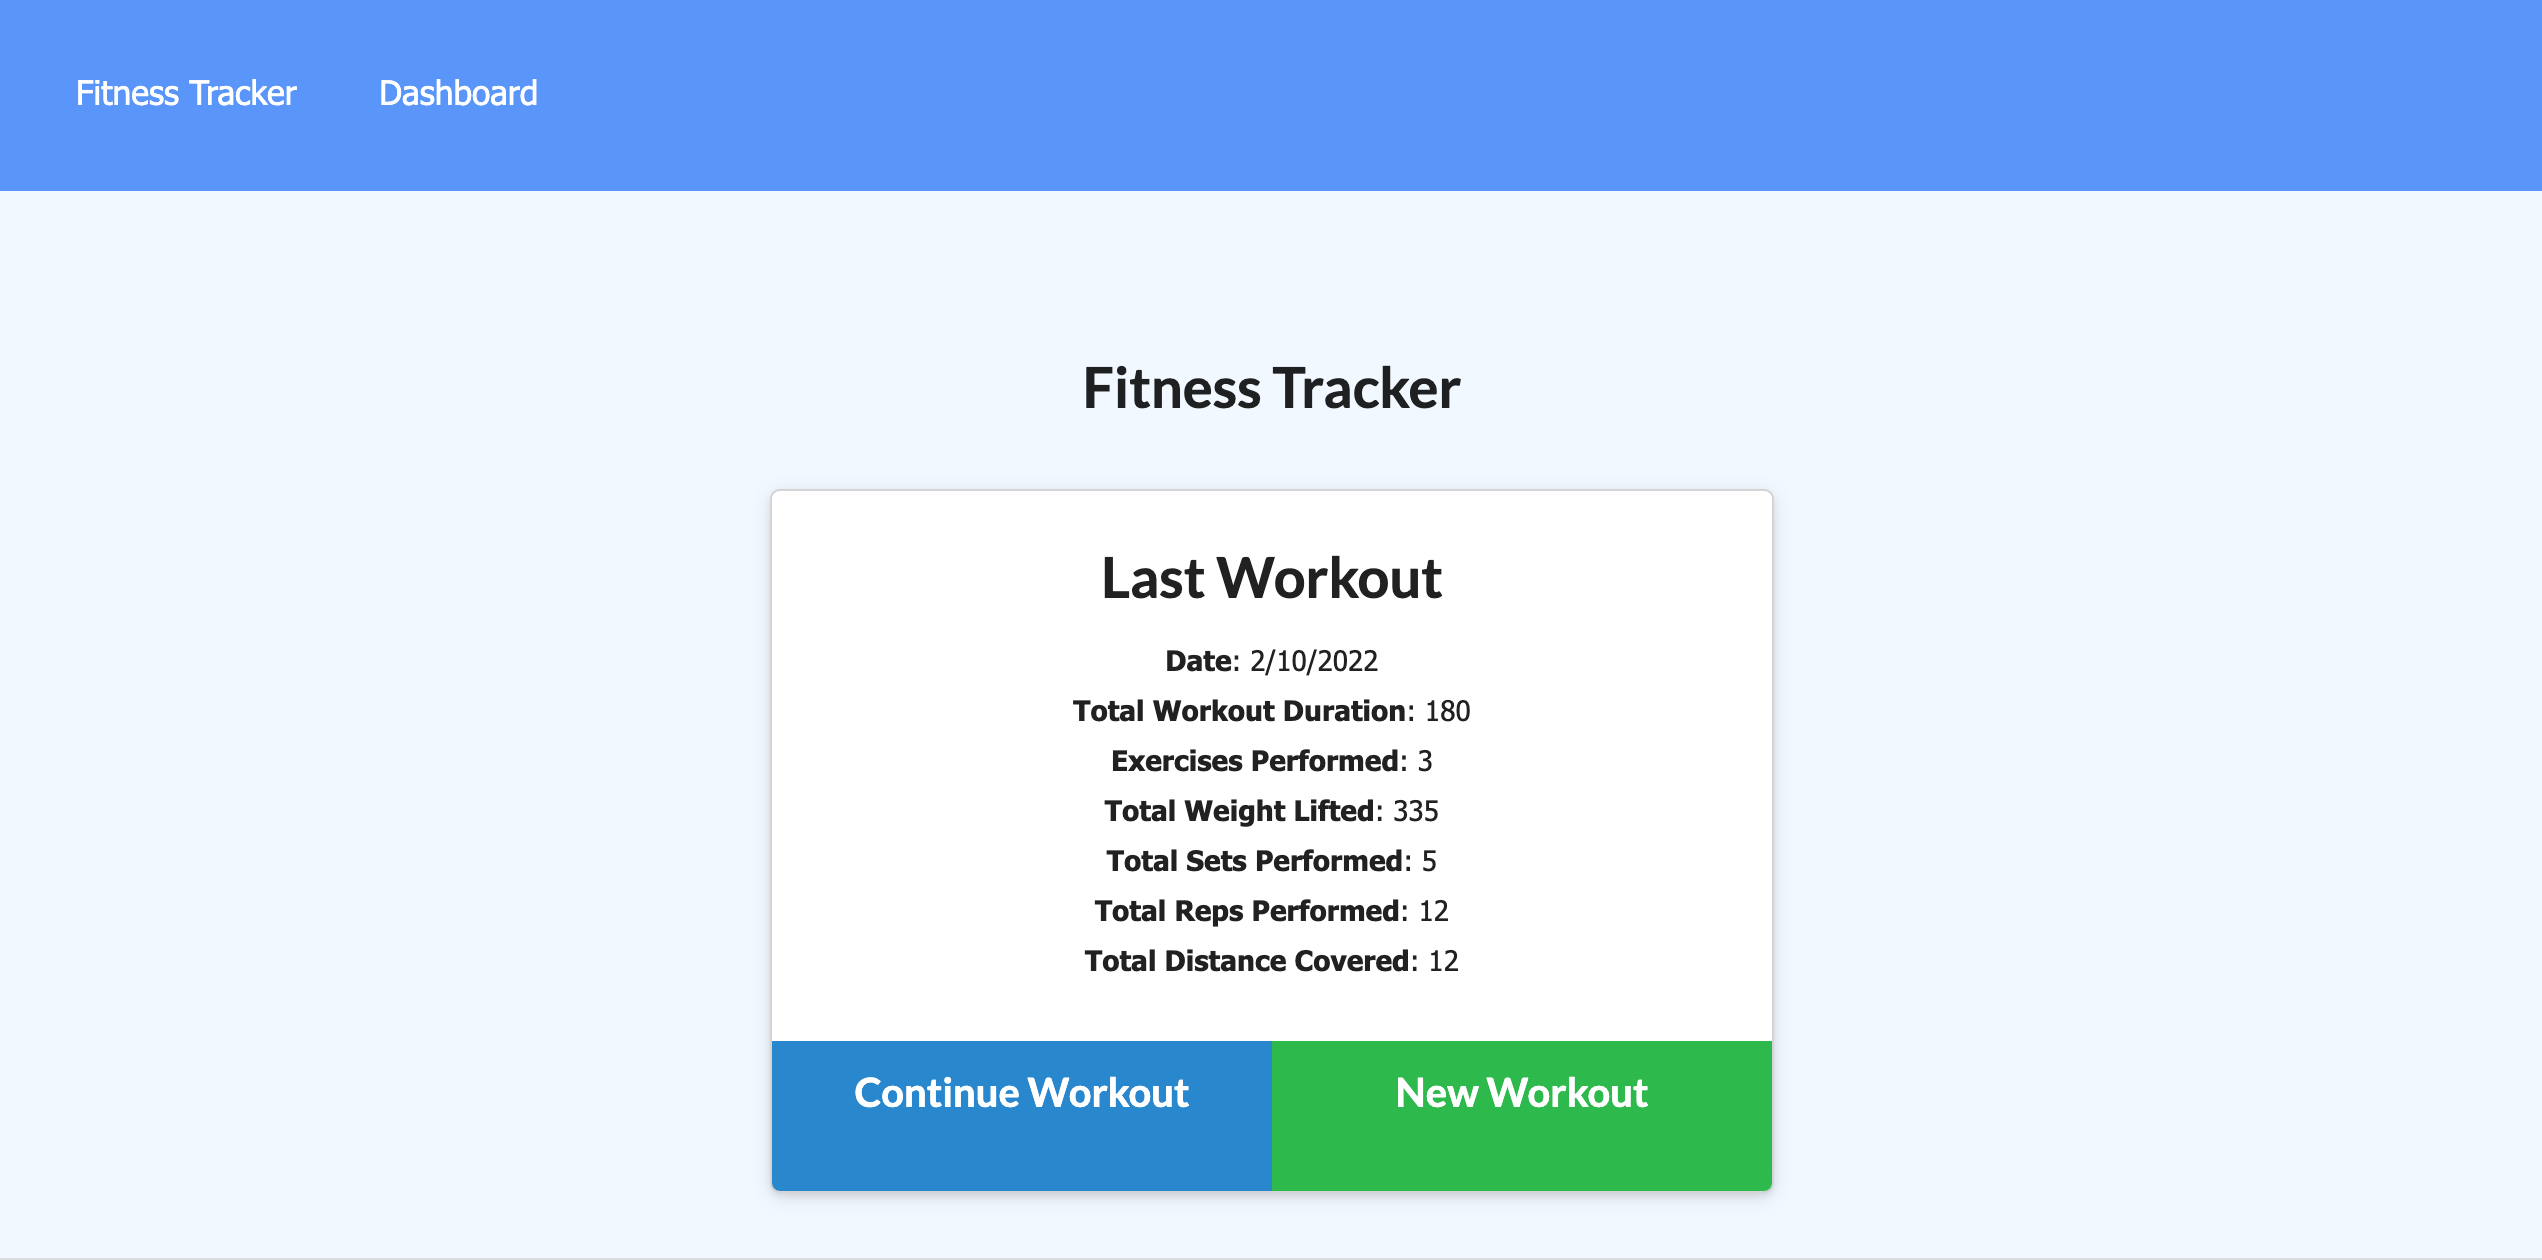 Fitness Tracker Dashboard
Fitness Tracker
Last Workout
Date: 2/10/2022
Total Workout Duration: 180
Exercises Performed: 3
Total Weight Lifted: 335
Total Sets Performed: 5
Total Reps Performed: 12
Total Distance Covered: 12
Continue Workout New Workout